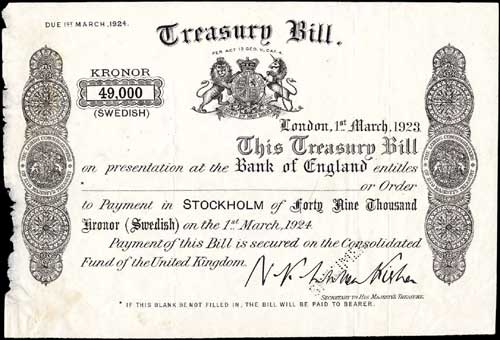 DUE 1ST MARCH, 1924.
Treasury Bill.
PER ACT 13 GEO. V. CAP. 4.
KRONOR
49,000
(SWEDISH)
London, 1st March, 1923
This Treasury Bill
on presentation at the Bank of England entitles
or Order
to Payment in STOCKHOLM of Forty Nine Thousand
Kronor (Swedish) on the 1st March, 1924.
Payment of this Bill is secured on the Consolidated
Fund of the United Kingdom.
SECRETARY TO HIS MAJESTY'S TREASURY.
* IF THIS BLANK BE NOT FILLED IN, THE BILL WILL BE PAID TO BEARER.